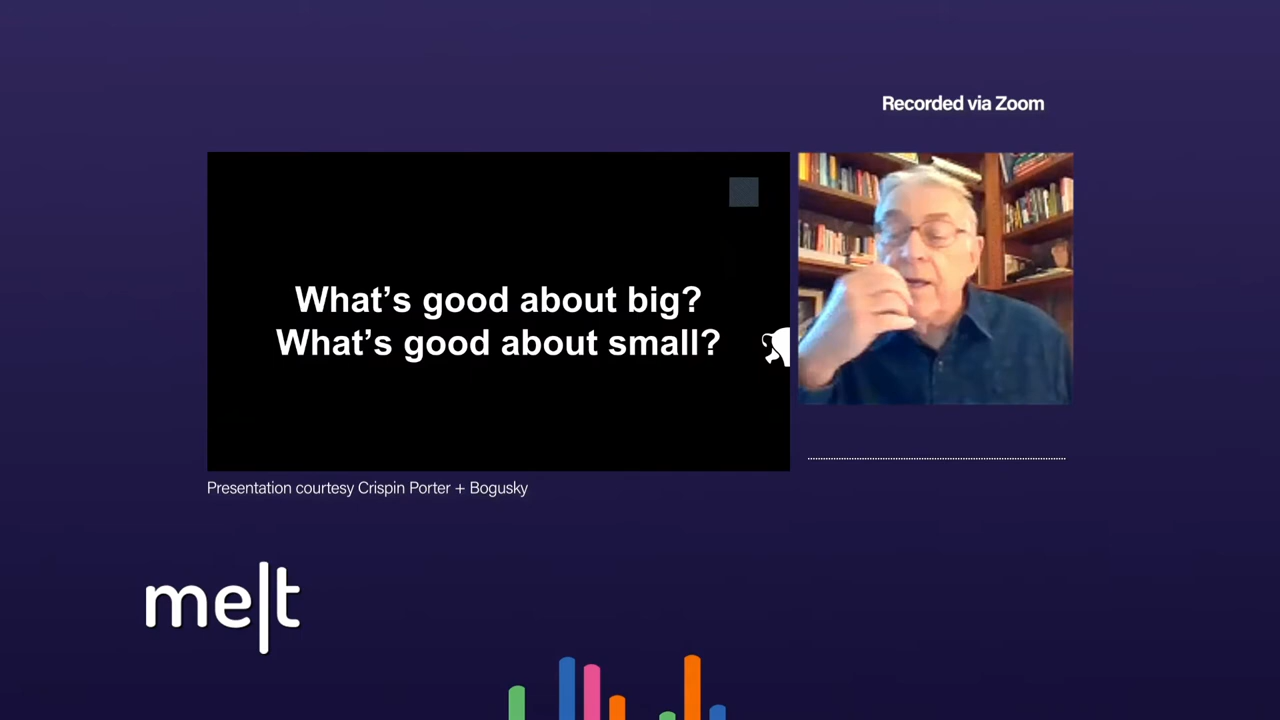 Recorded via Zoom
What's good about big?
What's good about small?
Presentation courtesy Crispin Porter + Bogusky
melt